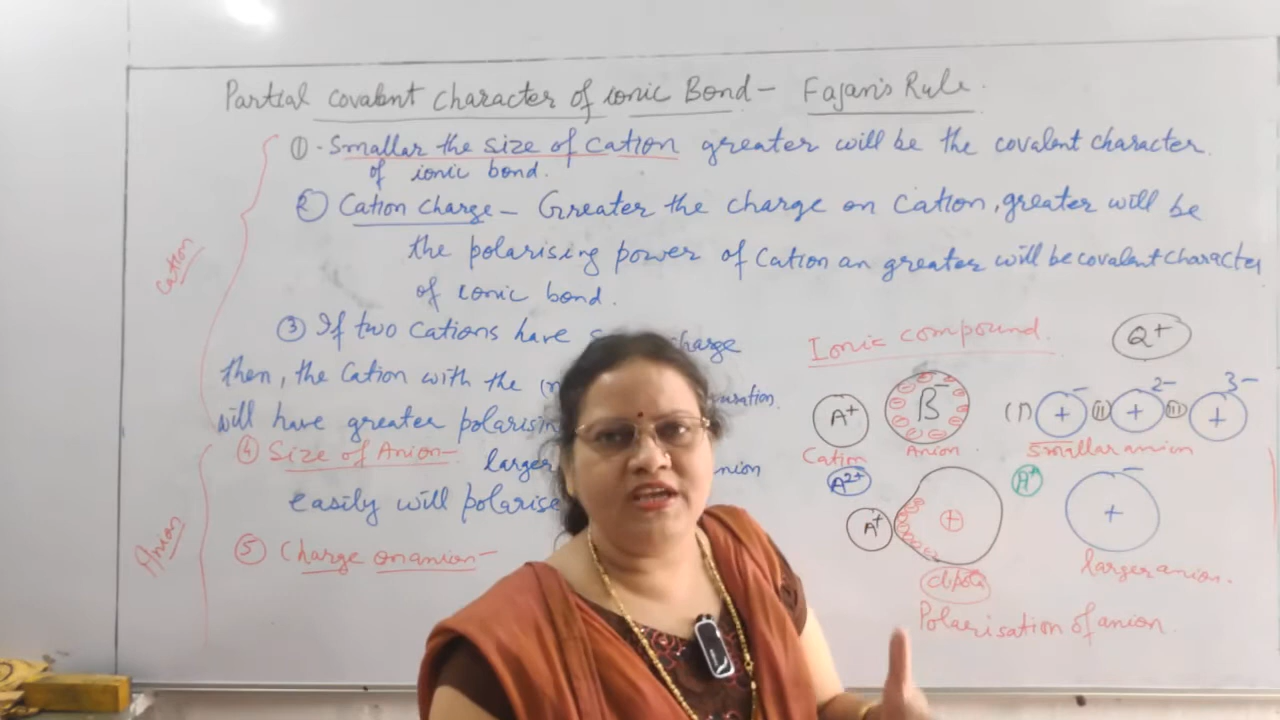 Partial covalent character of ionic Bond - Fajan's Rule.
① - Smallar the size of cation greater will be the covalent character
of ionic bond.
② Cation charge - Greater the charge on Cation, greater will be
the polarising power of Cation an greater will be covalent character
of ionic bond.
③ If two Cations have charge
then, the Cation with the
will have greater
④ Size of Anion - larger
easily will polarise
⑤ Charge on anion -
Cation
Anion
Ionic compound.
Q+
A+ B- (I) + - (II) + 2- (III) + 3-
Cation Anion smallar anion
A2+ A+
A+ + + -
dipole larger anion.
Polarisation of anion.